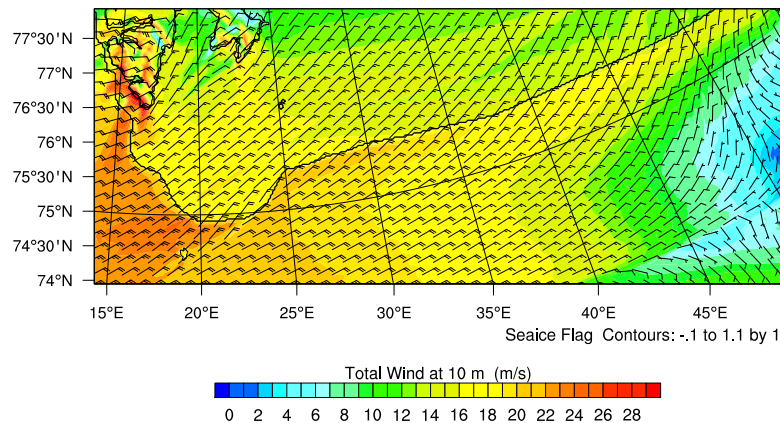 77°30'N
77°N
76°30'N
76°N
75°30'N
75°N
74°30'N
74°N
15°E 20°E 25°E 30°E 35°E 40°E 45°E
Seaice Flag Contours: -.1 to 1.1 by 1
Total Wind at 10 m (m/s)
0 2 4 6 8 10 12 14 16 18 20 22 24 26 28